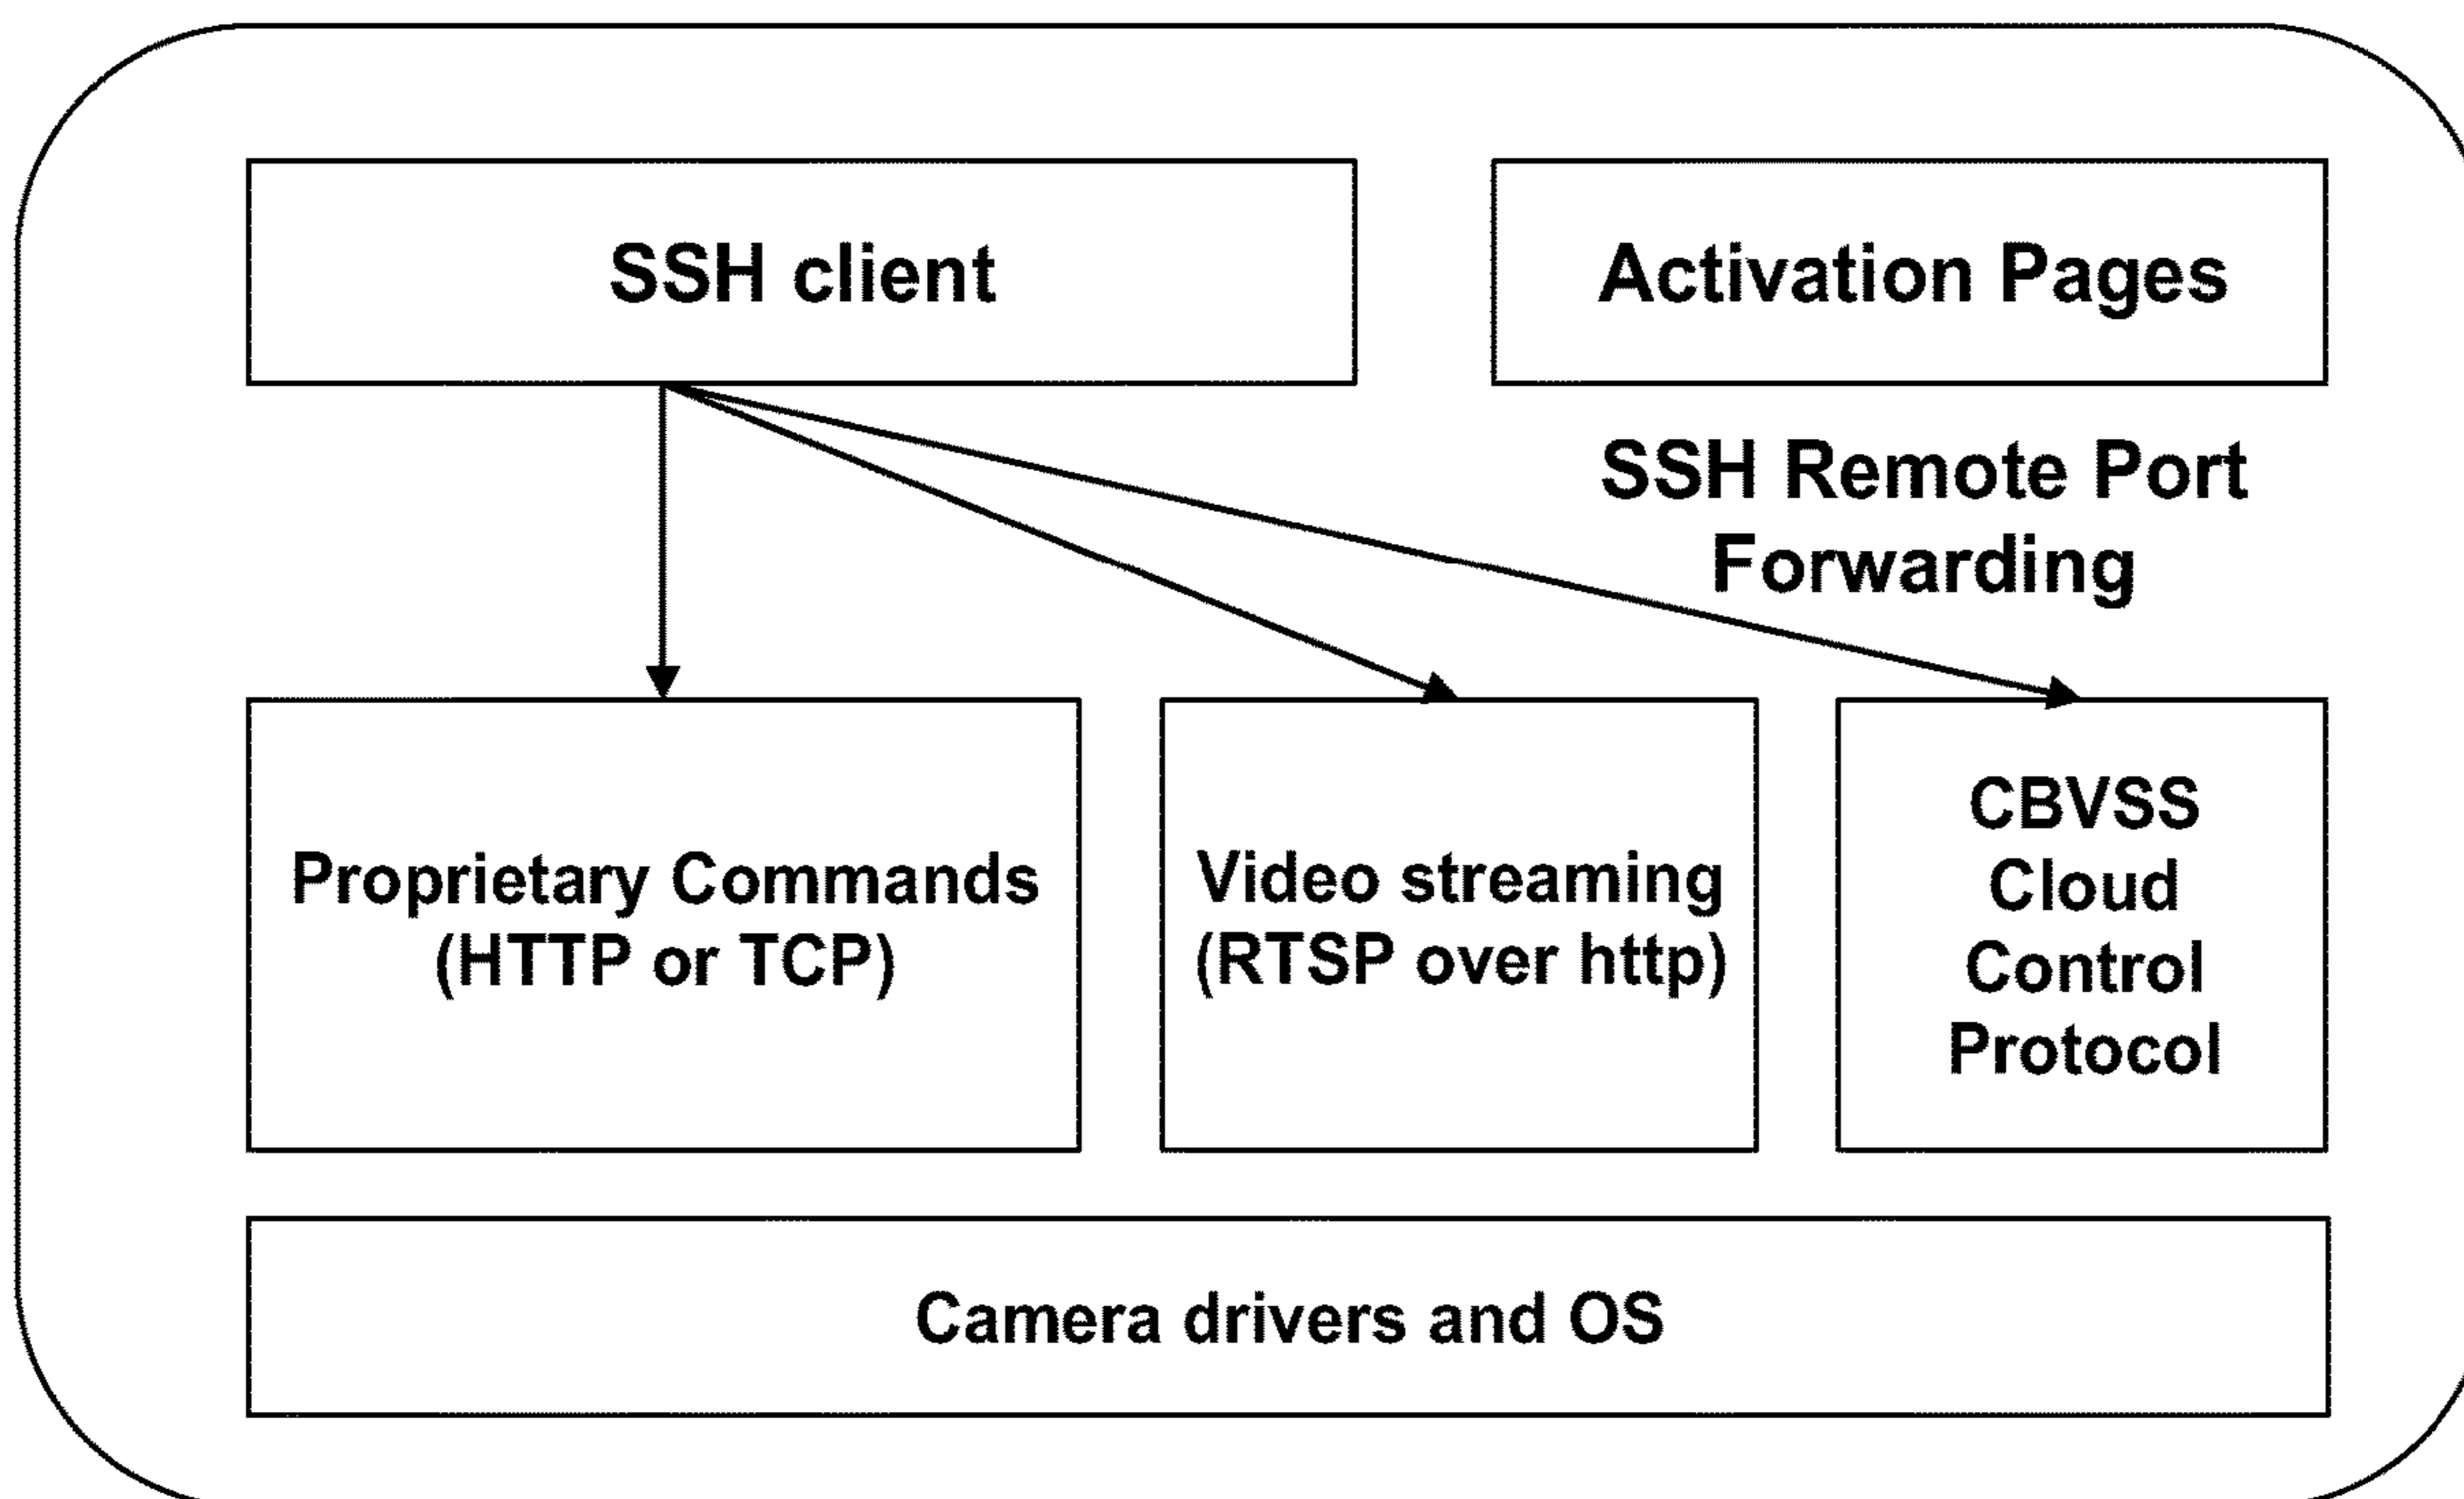 SSH client
Activation Pages
SSH Remote Port
Forwarding
Proprietary Commands
(HTTP or TCP)
Video streaming
(RTSP over http)
CBVSS
Cloud
Control
Protocol
Camera drivers and OS